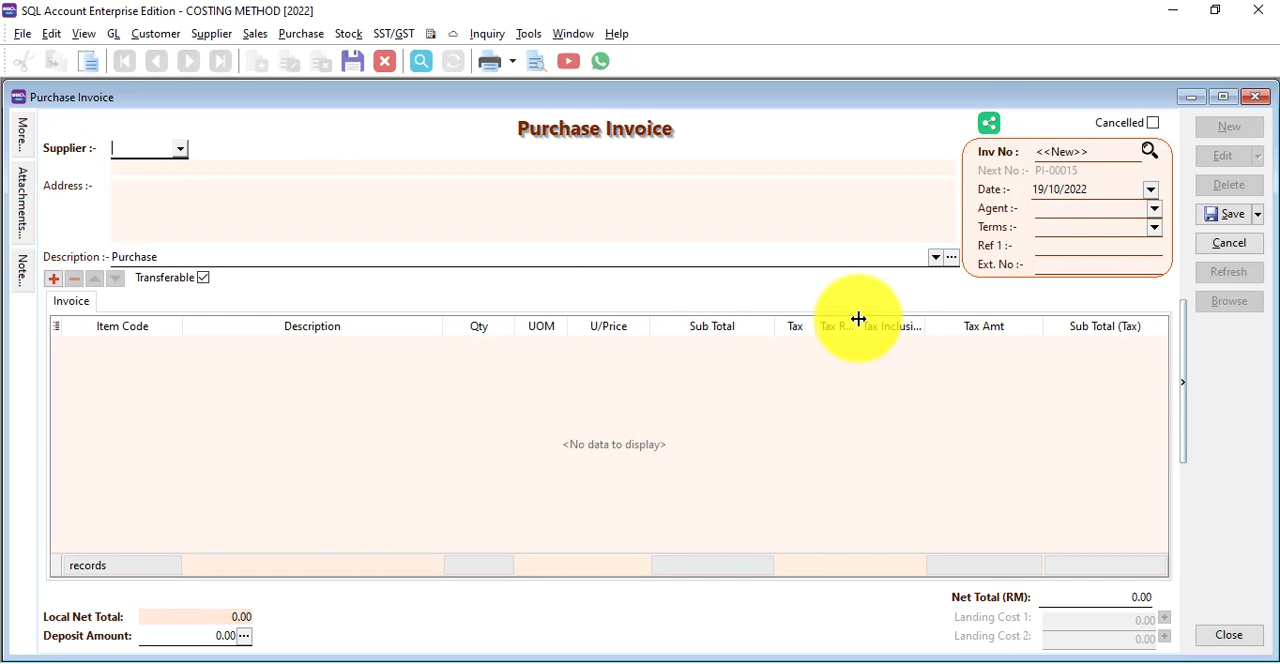 SQL Account Enterprise Edition - COSTING METHOD [2022]
File Edit View GL Customer Supplier Sales Purchase Stock SST/GST Inquiry Tools Window Help
Purchase Invoice
More...
Attachments...
Note...
Purchase Invoice
Cancelled
Supplier :-
Address :-
Description :- Purchase
Transferable
Inv No : <<New>>
Next No :- PI-00015
Date :- 19/10/2022
Agent :-
Terms :-
Ref 1 :-
Ext. No :-
New
Edit
Delete
Save
Cancel
Refresh
Browse
Invoice
Item Code Description Qty UOM U/Price Sub Total Tax Tax R... Tax Inclusi... Tax Amt Sub Total (Tax)
<No data to display>
records
Local Net Total: 0.00
Deposit Amount: 0.00
Net Total (RM): 0.00
Landing Cost 1: 0.00
Landing Cost 2: 0.00
Close